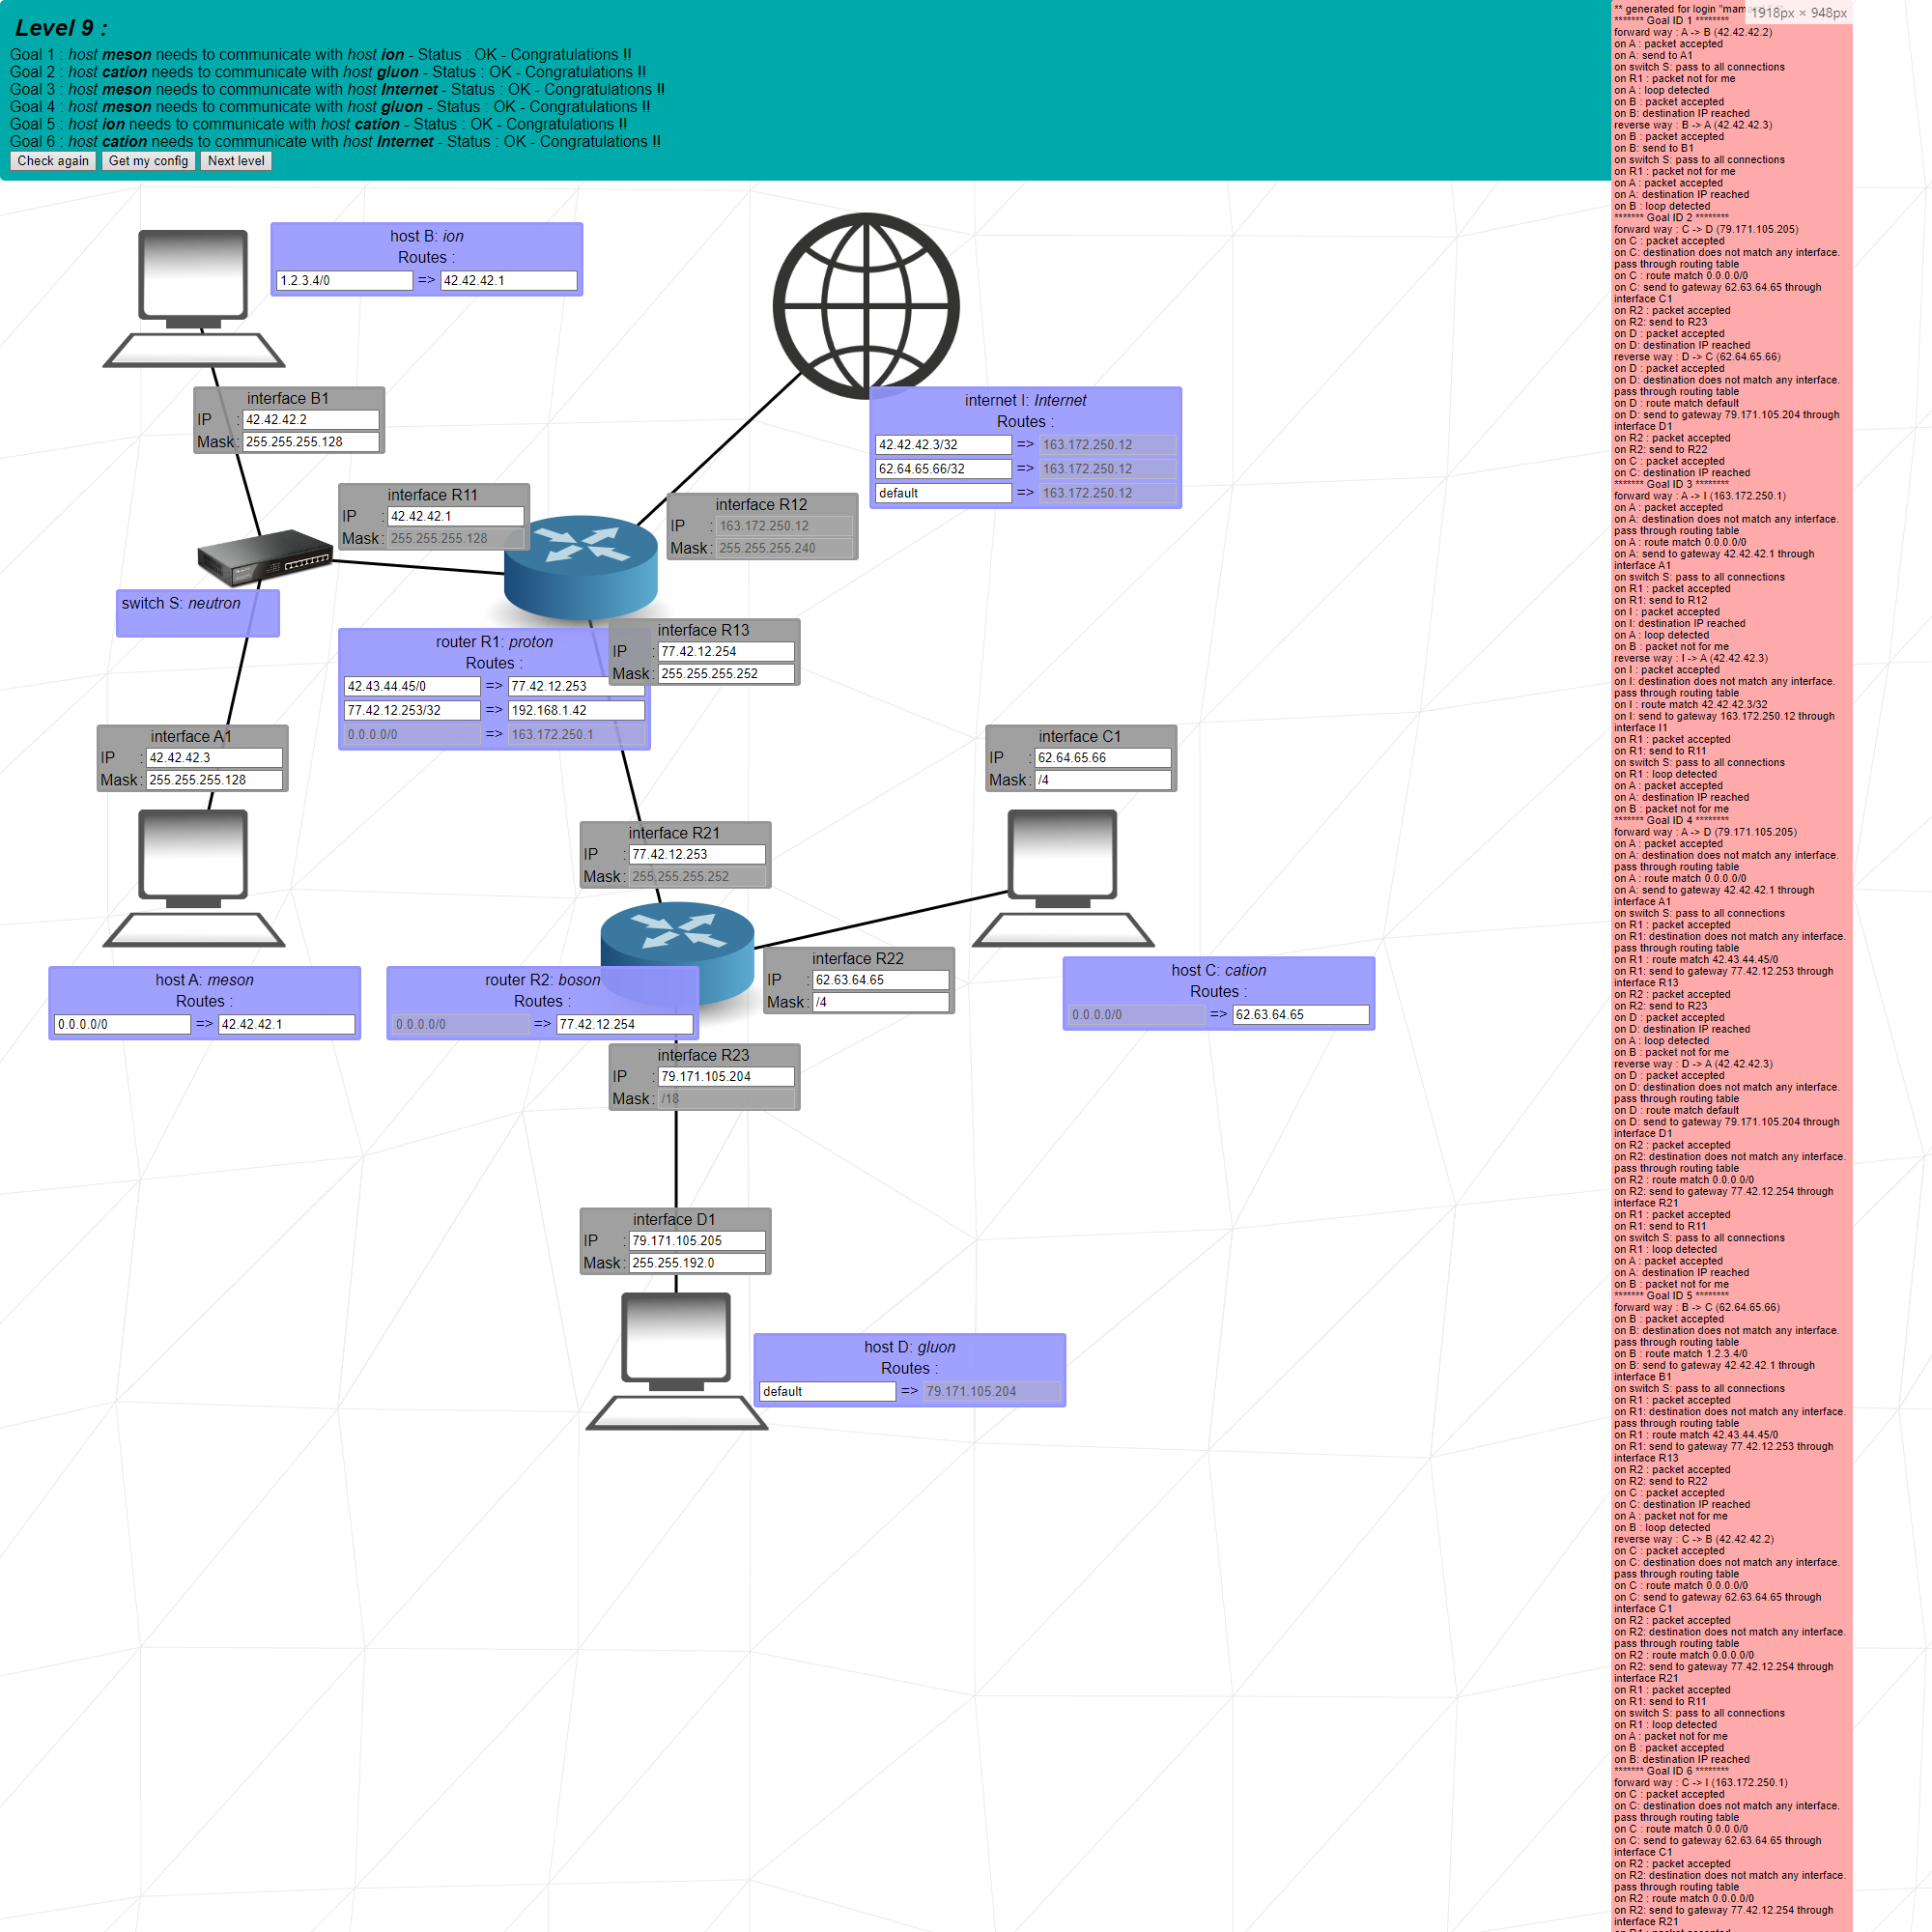 Level 9 :
Goal 1 : host meson needs to communicate with host ion - Status : OK - Congratulations !!
Goal 2 : host cation needs to communicate with host gluon - Status : OK - Congratulations !!
Goal 3 : host meson needs to communicate with host Internet - Status : OK - Congratulations !!
Goal 4 : host meson needs to communicate with host gluon - Status : OK - Congratulations !!
Goal 5 : host ion needs to communicate with host cation - Status : OK - Congratulations !!
Goal 6 : host cation needs to communicate with host Internet - Status : OK - Congratulations !!
Check again Get my config Next level
host B: ion
Routes :
1.2.3.4/0 => 42.42.42.1
interface B1
IP : 42.42.42.2
Mask : 255.255.255.128
internet I: Internet
Routes :
42.42.42.3/32 => 163.172.250.12
62.64.65.66/32 => 163.172.250.12
default => 163.172.250.12
interface R11
IP : 42.42.42.1
Mask : 255.255.255.128
interface R12
IP : 163.172.250.12
Mask : 255.255.255.240
switch S: neutron
router R1: proton
Routes :
42.43.44.45/0 => 77.42.12.253
77.42.12.253/32 => 192.168.1.42
0.0.0.0/0 => 163.172.250.1
interface R13
IP : 77.42.12.254
Mask : 255.255.255.252
interface A1
IP : 42.42.42.3
Mask : 255.255.255.128
interface C1
IP : 62.64.65.66
Mask : /4
interface R21
IP : 77.42.12.253
Mask : 255.255.255.252
host A: meson
Routes :
0.0.0.0/0 => 42.42.42.1
router R2: boson
Routes :
0.0.0.0/0 => 77.42.12.254
interface R22
IP : 62.63.64.65
Mask : /4
host C: cation
Routes :
0.0.0.0/0 => 62.63.64.65
interface R23
IP : 79.171.105.204
Mask : /18
interface D1
IP : 79.171.105.205
Mask : 255.255.192.0
host D: gluon
Routes :
default => 79.171.105.204
1918px × 948px
** generated for login
******* Goal ID 1 ********
forward way : A -> B (42.42.42.2)
on A : packet accepted
on A: send to A1
on switch S: pass to all connections
on R1 : packet not for me
on A : loop detected
on B : packet accepted
on B: destination IP reached
reverse way : B -> A (42.42.42.3)
on B : packet accepted
on B: send to B1
on switch S: pass to all connections
on R1 : packet not for me
on A : packet accepted
on A: destination IP reached
on B : loop detected
******* Goal ID 2 ********
forward way : C -> D (79.171.105.205)
on C : packet accepted
on C: destination does not match any interface.
pass through routing table
on C : route match 0.0.0.0/0
on C: send to gateway 62.63.64.65 through
interface C1
on R2 : packet accepted
on R2: send to R23
on D : packet accepted
on D: destination IP reached
reverse way : D -> C (62.64.65.66)
on D : packet accepted
on D: destination does not match any interface.
pass through routing table
on D : route match default
on D: send to gateway 79.171.105.204 through
interface D1
on R2 : packet accepted
on R2: send to R22
on C : packet accepted
on C: destination IP reached
******* Goal ID 3 ********
forward way : A -> I (163.172.250.1)
on A : packet accepted
on A: destination does not match any interface.
pass through routing table
on A : route match 0.0.0.0/0
on A: send to gateway 42.42.42.1 through
interface A1
on switch S: pass to all connections
on R1 : packet accepted
on R1: send to R12
on I : packet accepted
on I: destination IP reached
on A : loop detected
on B : packet not for me
reverse way : I -> A (42.42.42.3)
on I : packet accepted
on I: destination does not match any interface.
pass through routing table
on I : route match 42.42.42.3/32
on I: send to gateway 163.172.250.12 through
interface I1
on R1 : packet accepted
on R1: send to R11
on switch S: pass to all connections
on R1 : loop detected
on A : packet accepted
on A: destination IP reached
on B : packet not for me
******* Goal ID 4 ********
forward way : A -> D (79.171.105.205)
on A : packet accepted
on A: destination does not match any interface.
pass through routing table
on A : route match 0.0.0.0/0
on A: send to gateway 42.42.42.1 through
interface A1
on switch S: pass to all connections
on R1 : packet accepted
on R1: destination does not match any interface.
pass through routing table
on R1 : route match 42.43.44.45/0
on R1: send to gateway 77.42.12.253 through
interface R13
on R2 : packet accepted
on R2: send to R23
on D : packet accepted
on D: destination IP reached
on A : loop detected
on B : packet not for me
reverse way : D -> A (42.42.42.3)
on D : packet accepted
on D: destination does not match any interface.
pass through routing table
on D : route match default
on D: send to gateway 79.171.105.204 through
interface D1
on R2 : packet accepted
on R2: destination does not match any interface.
pass through routing table
on R2 : route match 0.0.0.0/0
on R2: send to gateway 77.42.12.254 through
interface R21
on R1 : packet accepted
on R1: send to R11
on switch S: pass to all connections
on R1 : loop detected
on A : packet accepted
on A: destination IP reached
on B : packet not for me
******* Goal ID 5 ********
forward way : B -> C (62.64.65.66)
on B : packet accepted
on B: destination does not match any interface.
pass through routing table
on B : route match 1.2.3.4/0
on B: send to gateway 42.42.42.1 through
interface B1
on switch S: pass to all connections
on R1 : packet accepted
on R1: destination does not match any interface.
pass through routing table
on R1 : route match 42.43.44.45/0
on R1: send to gateway 77.42.12.253 through
interface R13
on R2 : packet accepted
on R2: send to R22
on C : packet accepted
on C: destination IP reached
on A : packet not for me
on B : loop detected
reverse way : C -> B (42.42.42.2)
on C : packet accepted
on C: destination does not match any interface.
pass through routing table
on C : route match 0.0.0.0/0
on C: send to gateway 62.63.64.65 through
interface C1
on R2 : packet accepted
on R2: destination does not match any interface.
pass through routing table
on R2 : route match 0.0.0.0/0
on R2: send to gateway 77.42.12.254 through
interface R21
on R1 : packet accepted
on R1: send to R11
on switch S: pass to all connections
on R1 : loop detected
on A : packet not for me
on B : packet accepted
on B: destination IP reached
******* Goal ID 6 ********
forward way : C -> I (163.172.250.1)
on C : packet accepted
on C: destination does not match any interface.
pass through routing table
on C : route match 0.0.0.0/0
on C: send to gateway 62.63.64.65 through
interface C1
on R2 : packet accepted
on R2: destination does not match any interface.
pass through routing table
on R2 : route match 0.0.0.0/0
on R2: send to gateway 77.42.12.254 through
interface R21